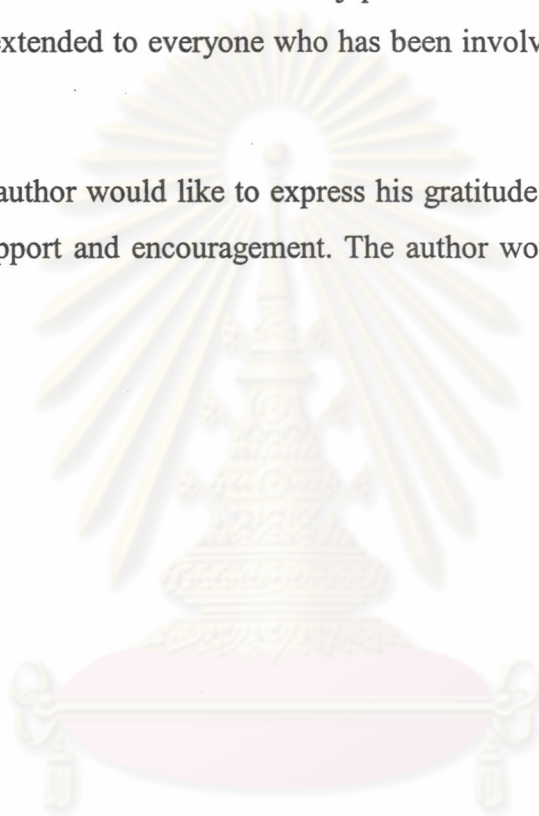 extended to everyone who has been involv
author would like to express his gratitude
pport and encouragement. The author wo